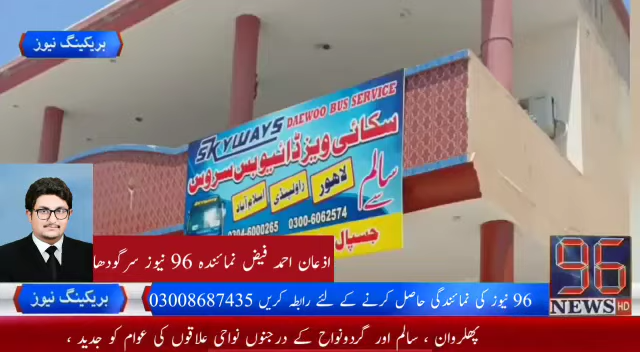 بریکینگ نیوز
SKYWAYS DAEWOO BUS SERVICE
سکائی ویز ڈائیو بس سروس
سالم سے
لاہور
راولپنڈی
اسلام آباد
0304-6000265 0300-6062574
جسپال
اذعان احمد فیض نمائندہ 96 نیوز سرگودھا
96
NEWS HD
بریکینگ نیوز
96 نیوز کی نمائندگی حاصل کرنے کے لئے رابطہ کریں 03008687435
پھلروان ، سالم اور گردونواح کے درجنوں نواحی علاقوں کی عوام کو جدید ،